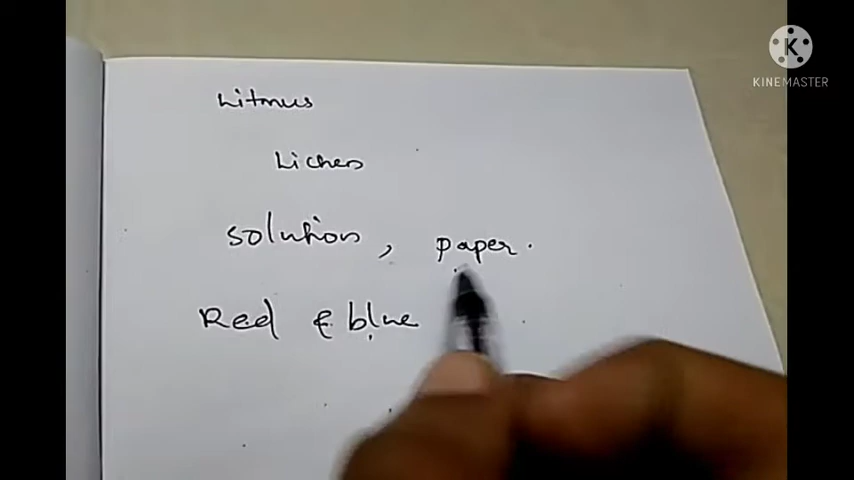 Litmus
Lichen
solution, paper.
Red & blue
K
KINEMASTER